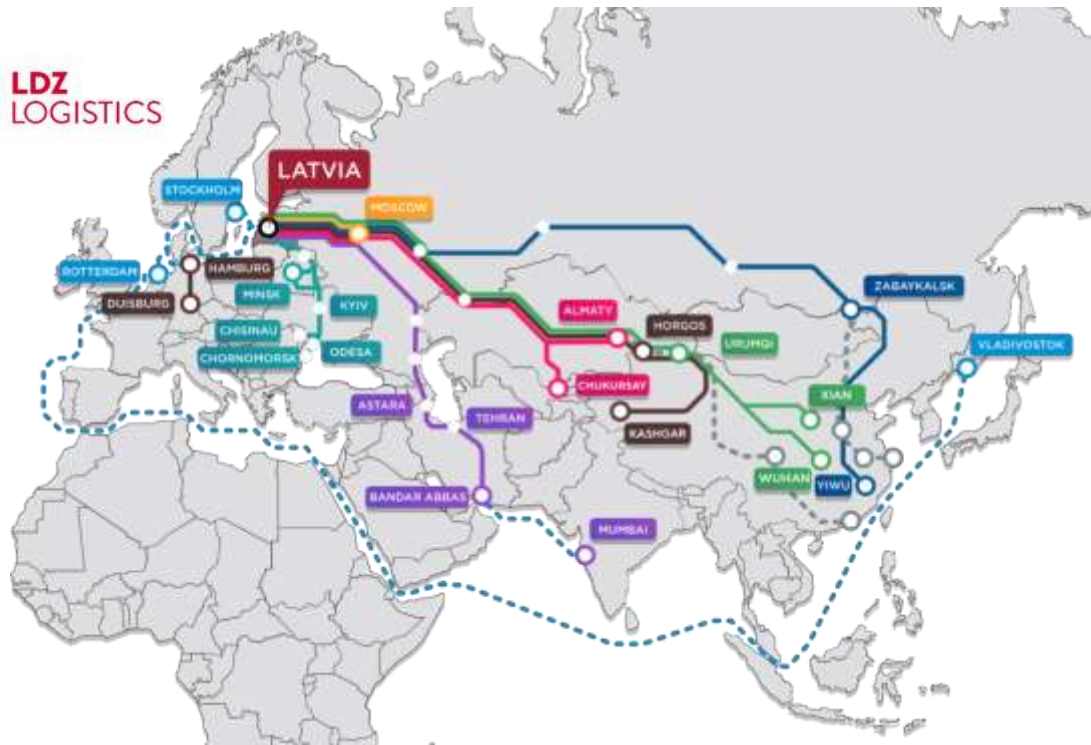 LDZ
LOGISTICS
LATVIA
STOCKHOLM
MOSCOW
ROTTERDAM
HAMBURG
DUISBURG
MINSK
KYIV
CHISINAU
CHORNOMORSK
ODESA
ALMATY
HORGOS
URUMQI
ZABAYKALSK
VLADIVOSTOK
CHUKURSAY
XIAN
ASTARA
TEHRAN
KASHGAR
WUHAN
YIWU
BANDAR ABBAS
MUMBAI